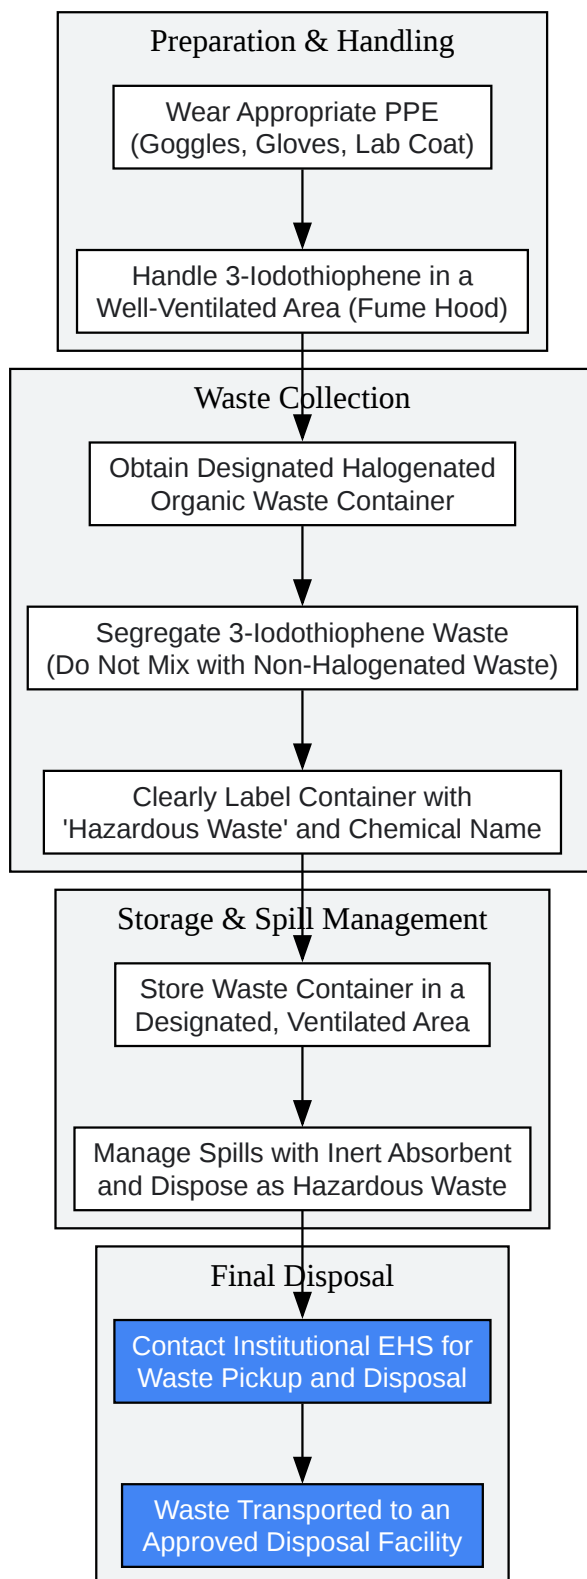 Preparation & Handling
Wear Appropriate PPE
(Goggles, Gloves, Lab Coat)
Handle 3-Iodothiophene in a
Well-Ventilated Area (Fume Hood)
Waste Collection
Obtain Designated Halogenated
Organic Waste Container
Segregate 3-Iodothiophene Waste
(Do Not Mix with Non-Halogenated Waste)
Clearly Label Container with
'Hazardous Waste' and Chemical Name
Storage & Spill Management
Store Waste Container in a
Designated, Ventilated Area
Manage Spills with Inert Absorbent
and Dispose as Hazardous Waste
Final Disposal
Contact Institutional EHS for
Waste Pickup and Disposal
Waste Transported to an
Approved Disposal Facility